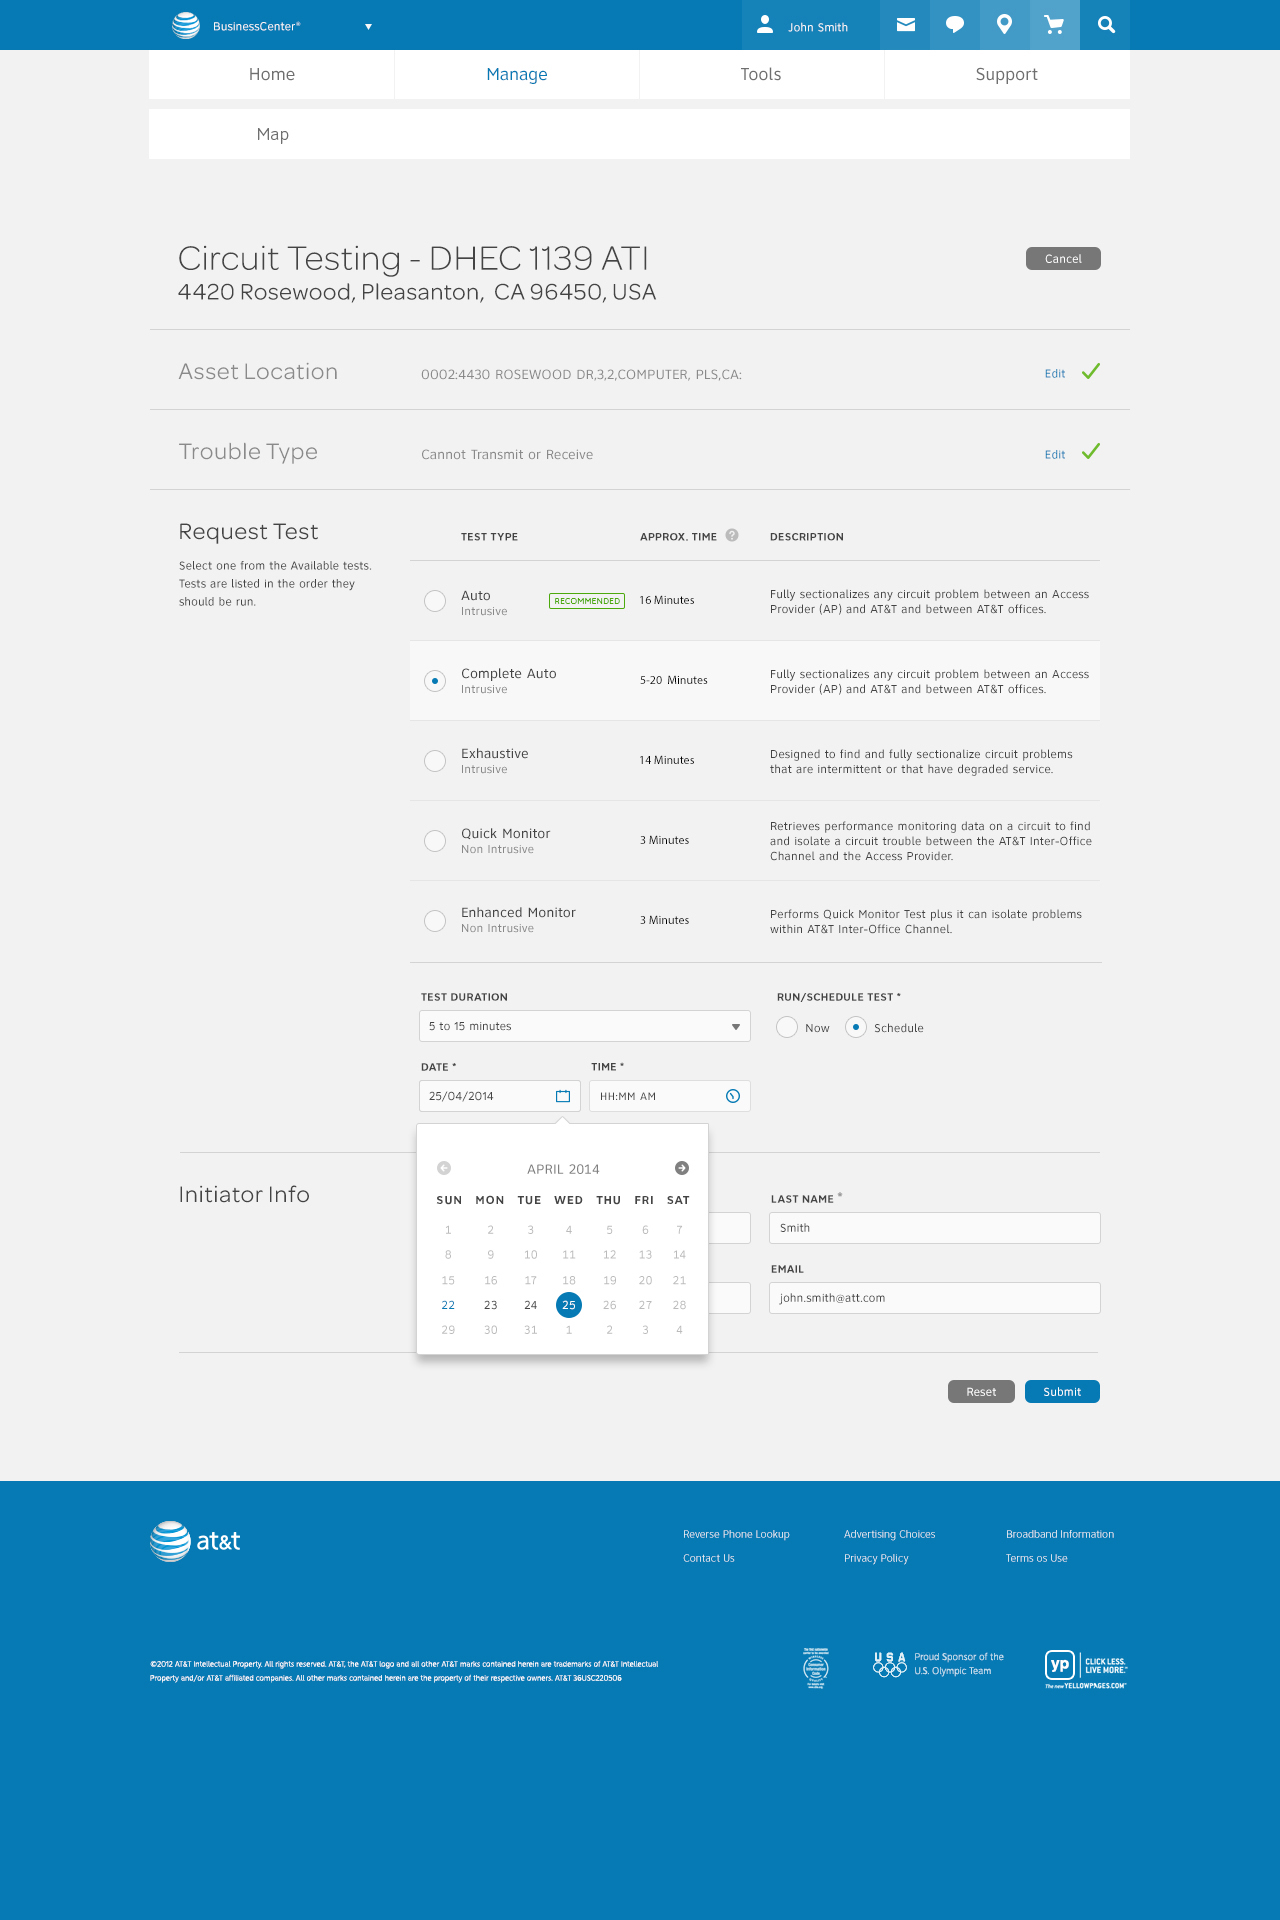 BusinessCenter®
John Smith
Home Manage Tools Support
Map
Circuit Testing - DHEC 1139 ATI
Cancel
4420 Rosewood, Pleasanton, CA 96450, USA
Asset Location 0002:4430 ROSEWOOD DR,3,2,COMPUTER, PLS,CA: Edit
Trouble Type Cannot Transmit or Receive Edit
Request Test
Select one from the Available tests.
Tests are listed in the order they
should be run.
TEST TYPE APPROX. TIME ? DESCRIPTION
Auto
Intrusive
RECOMMENDED
16 Minutes
Fully sectionalizes any circuit problem between an Access
Provider (AP) and AT&T and between AT&T offices.
Complete Auto
Intrusive
5-20 Minutes
Fully sectionalizes any circuit problem between an Access
Provider (AP) and AT&T and between AT&T offices.
Exhaustive
Intrusive
14 Minutes
Designed to find and fully sectionalize circuit problems
that are intermittent or that have degraded service.
Quick Monitor
Non Intrusive
3 Minutes
Retrieves performance monitoring data on a circuit to find
and isolate a circuit trouble between the AT&T Inter-Office
Channel and the Access Provider.
Enhanced Monitor
Non Intrusive
3 Minutes
Performs Quick Monitor Test plus it can isolate problems
within AT&T Inter-Office Channel.
TEST DURATION
5 to 15 minutes
RUN/SCHEDULE TEST *
Now Schedule
DATE * TIME *
25/04/2014 HH:MM AM
APRIL 2014
SUN MON TUE WED THU FRI SAT
1 2 3 4 5 6 7
8 9 10 11 12 13 14
15 16 17 18 19 20 21
22 23 24 25 26 27 28
29 30 31 1 2 3 4
Initiator Info
LAST NAME *
Smith
EMAIL
john.smith@att.com
Reset Submit
at&t
Reverse Phone Lookup Advertising Choices Broadband Information
Contact Us Privacy Policy Terms os Use
©2012 AT&T Intellectual Property. All rights reserved. AT&T, the AT&T logo and all other AT&T marks contained herein are trademarks of AT&T Intellectual
Property and/or AT&T affiliated companies. All other marks contained herein are the property of their respective owners. AT&T 36USC220506
USA
Proud Sponsor of the
U.S. Olympic Team
yp
CLICK LESS.
LIVE MORE.
The new YELLOWPAGES.COM